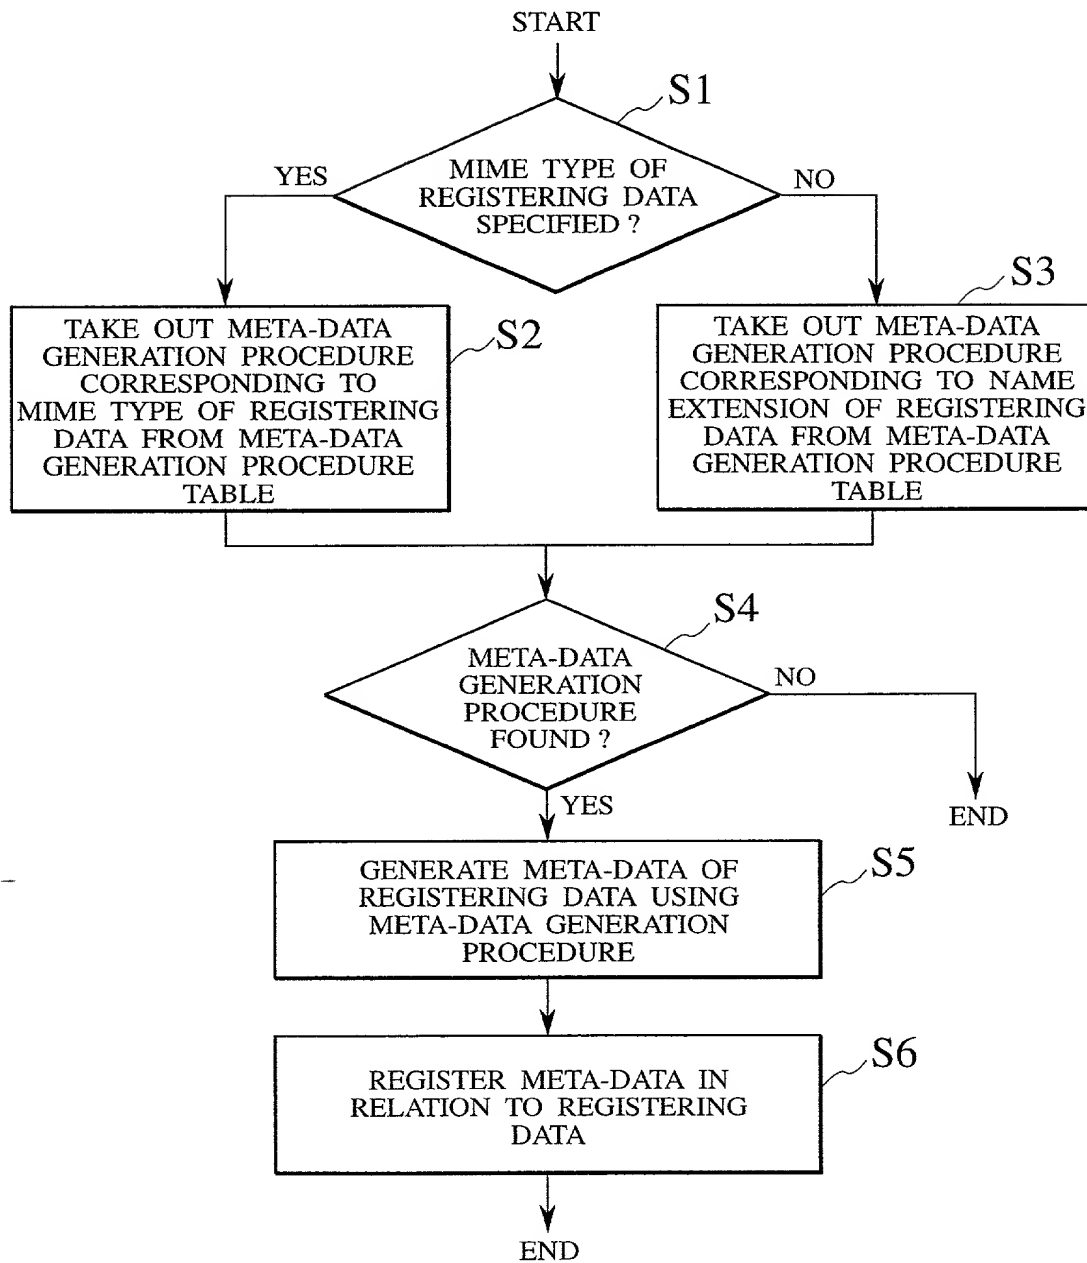 START
S1
MIME TYPE OF
REGISTERING DATA
SPECIFIED ?
YES
NO
S2
TAKE OUT META-DATA
GENERATION PROCEDURE
CORRESPONDING TO
MIME TYPE OF REGISTERING
DATA FROM META-DATA
GENERATION PROCEDURE
TABLE
S3
TAKE OUT META-DATA
GENERATION PROCEDURE
CORRESPONDING TO NAME
EXTENSION OF REGISTERING
DATA FROM META-DATA
GENERATION PROCEDURE
TABLE
S4
META-DATA
GENERATION
PROCEDURE
FOUND ?
NO
END
YES
S5
GENERATE META-DATA OF
REGISTERING DATA USING
META-DATA GENERATION
PROCEDURE
S6
REGISTER META-DATA IN
RELATION TO REGISTERING
DATA
END